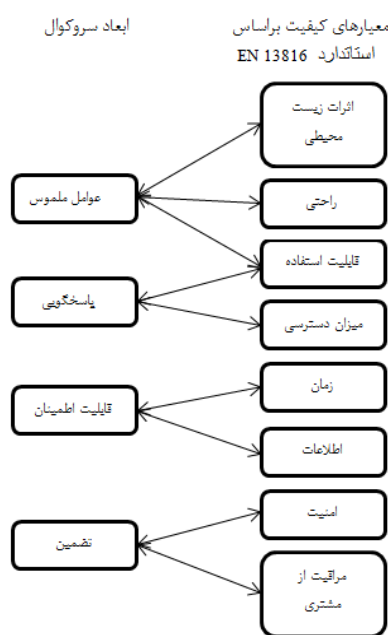 معیارهای کیفیت براساس
استاندارد EN 13816
ابعاد سروکوال
اثرات زیست
محیطی
راحتی
قابلیت استفاده
میزان دسترسی
زمان
اطلاعات
امنیت
مراقبت از
مشتری
عوامل ملموس
پاسخگویی
قابلیت اطمینان
تضمین